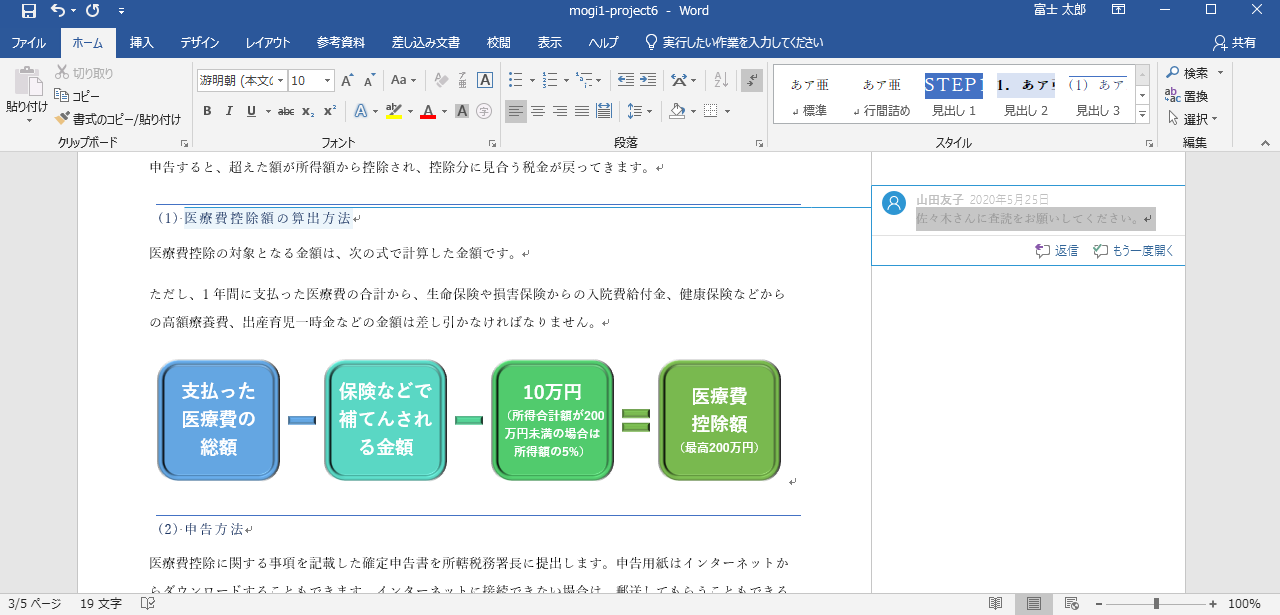 mogi1-project6 - Word
富士 太郎
ファイル ホーム 挿入 デザイン レイアウト 参考資料 差し込み文書 校閲 表示 ヘルプ 実行したい作業を入力してください 共有
貼り付け
切り取り
コピー
書式のコピー/貼り付け
クリップボード
游明朝 (本文の 10
フォント
段落
あア亜 あア亜 STEP1 1. あア亜 (1) あア
標準 行間詰め 見出し 1 見出し 2 見出し 3
スタイル
検索
置換
選択
編集
申告すると、超えた額が所得額から控除され、控除分に見合う税金が戻ってきます。
(1) 医療費控除額の算出方法
医療費控除の対象となる金額は、次の式で計算した金額です。
ただし、1 年間に支払った医療費の合計から、生命保険や損害保険からの入院費給付金、健康保険などから
の高額療養費、出産育児一時金などの金額は差し引かなければなりません。
支払った
医療費の
総額
保険などで
補てんされ
る金額
10万円
（所得合計額が200
万円未満の場合は
所得額の5%）
医療費
控除額
（最高200万円）
(2) 申告方法
医療費控除に関する事項を記載した確定申告書を所轄税務署長に提出します。申告用紙はインターネットか
らダウンロードすることもできます。インターネットに接続できない場合は、郵送してもらうこともできる
山田友子 2020年5月25日
佐々木さんに査読をお願いしてください。
返信 もう一度開く
3/5 ページ 19 文字 100%